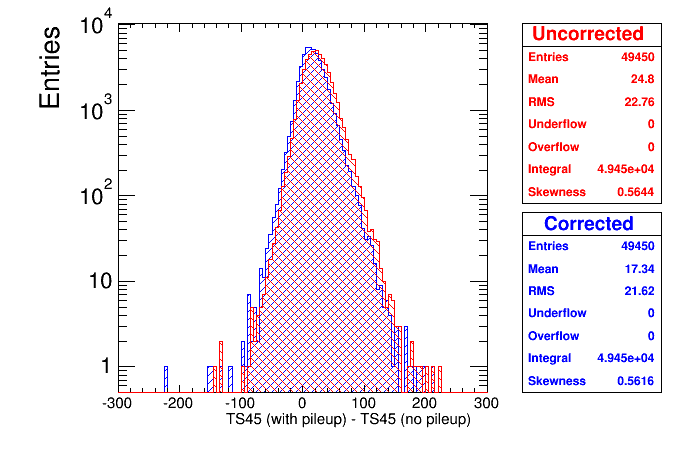 Entries
10^4
10^3
10^2
10
1
-300 -200 -100 0 100 200 300
TS45 (with pileup) - TS45 (no pileup)
Uncorrected
Entries 49450
Mean 24.8
RMS 22.76
Underflow 0
Overflow 0
Integral 4.945e+04
Skewness 0.5644
Corrected
Entries 49450
Mean 17.34
RMS 21.62
Underflow 0
Overflow 0
Integral 4.945e+04
Skewness 0.5616